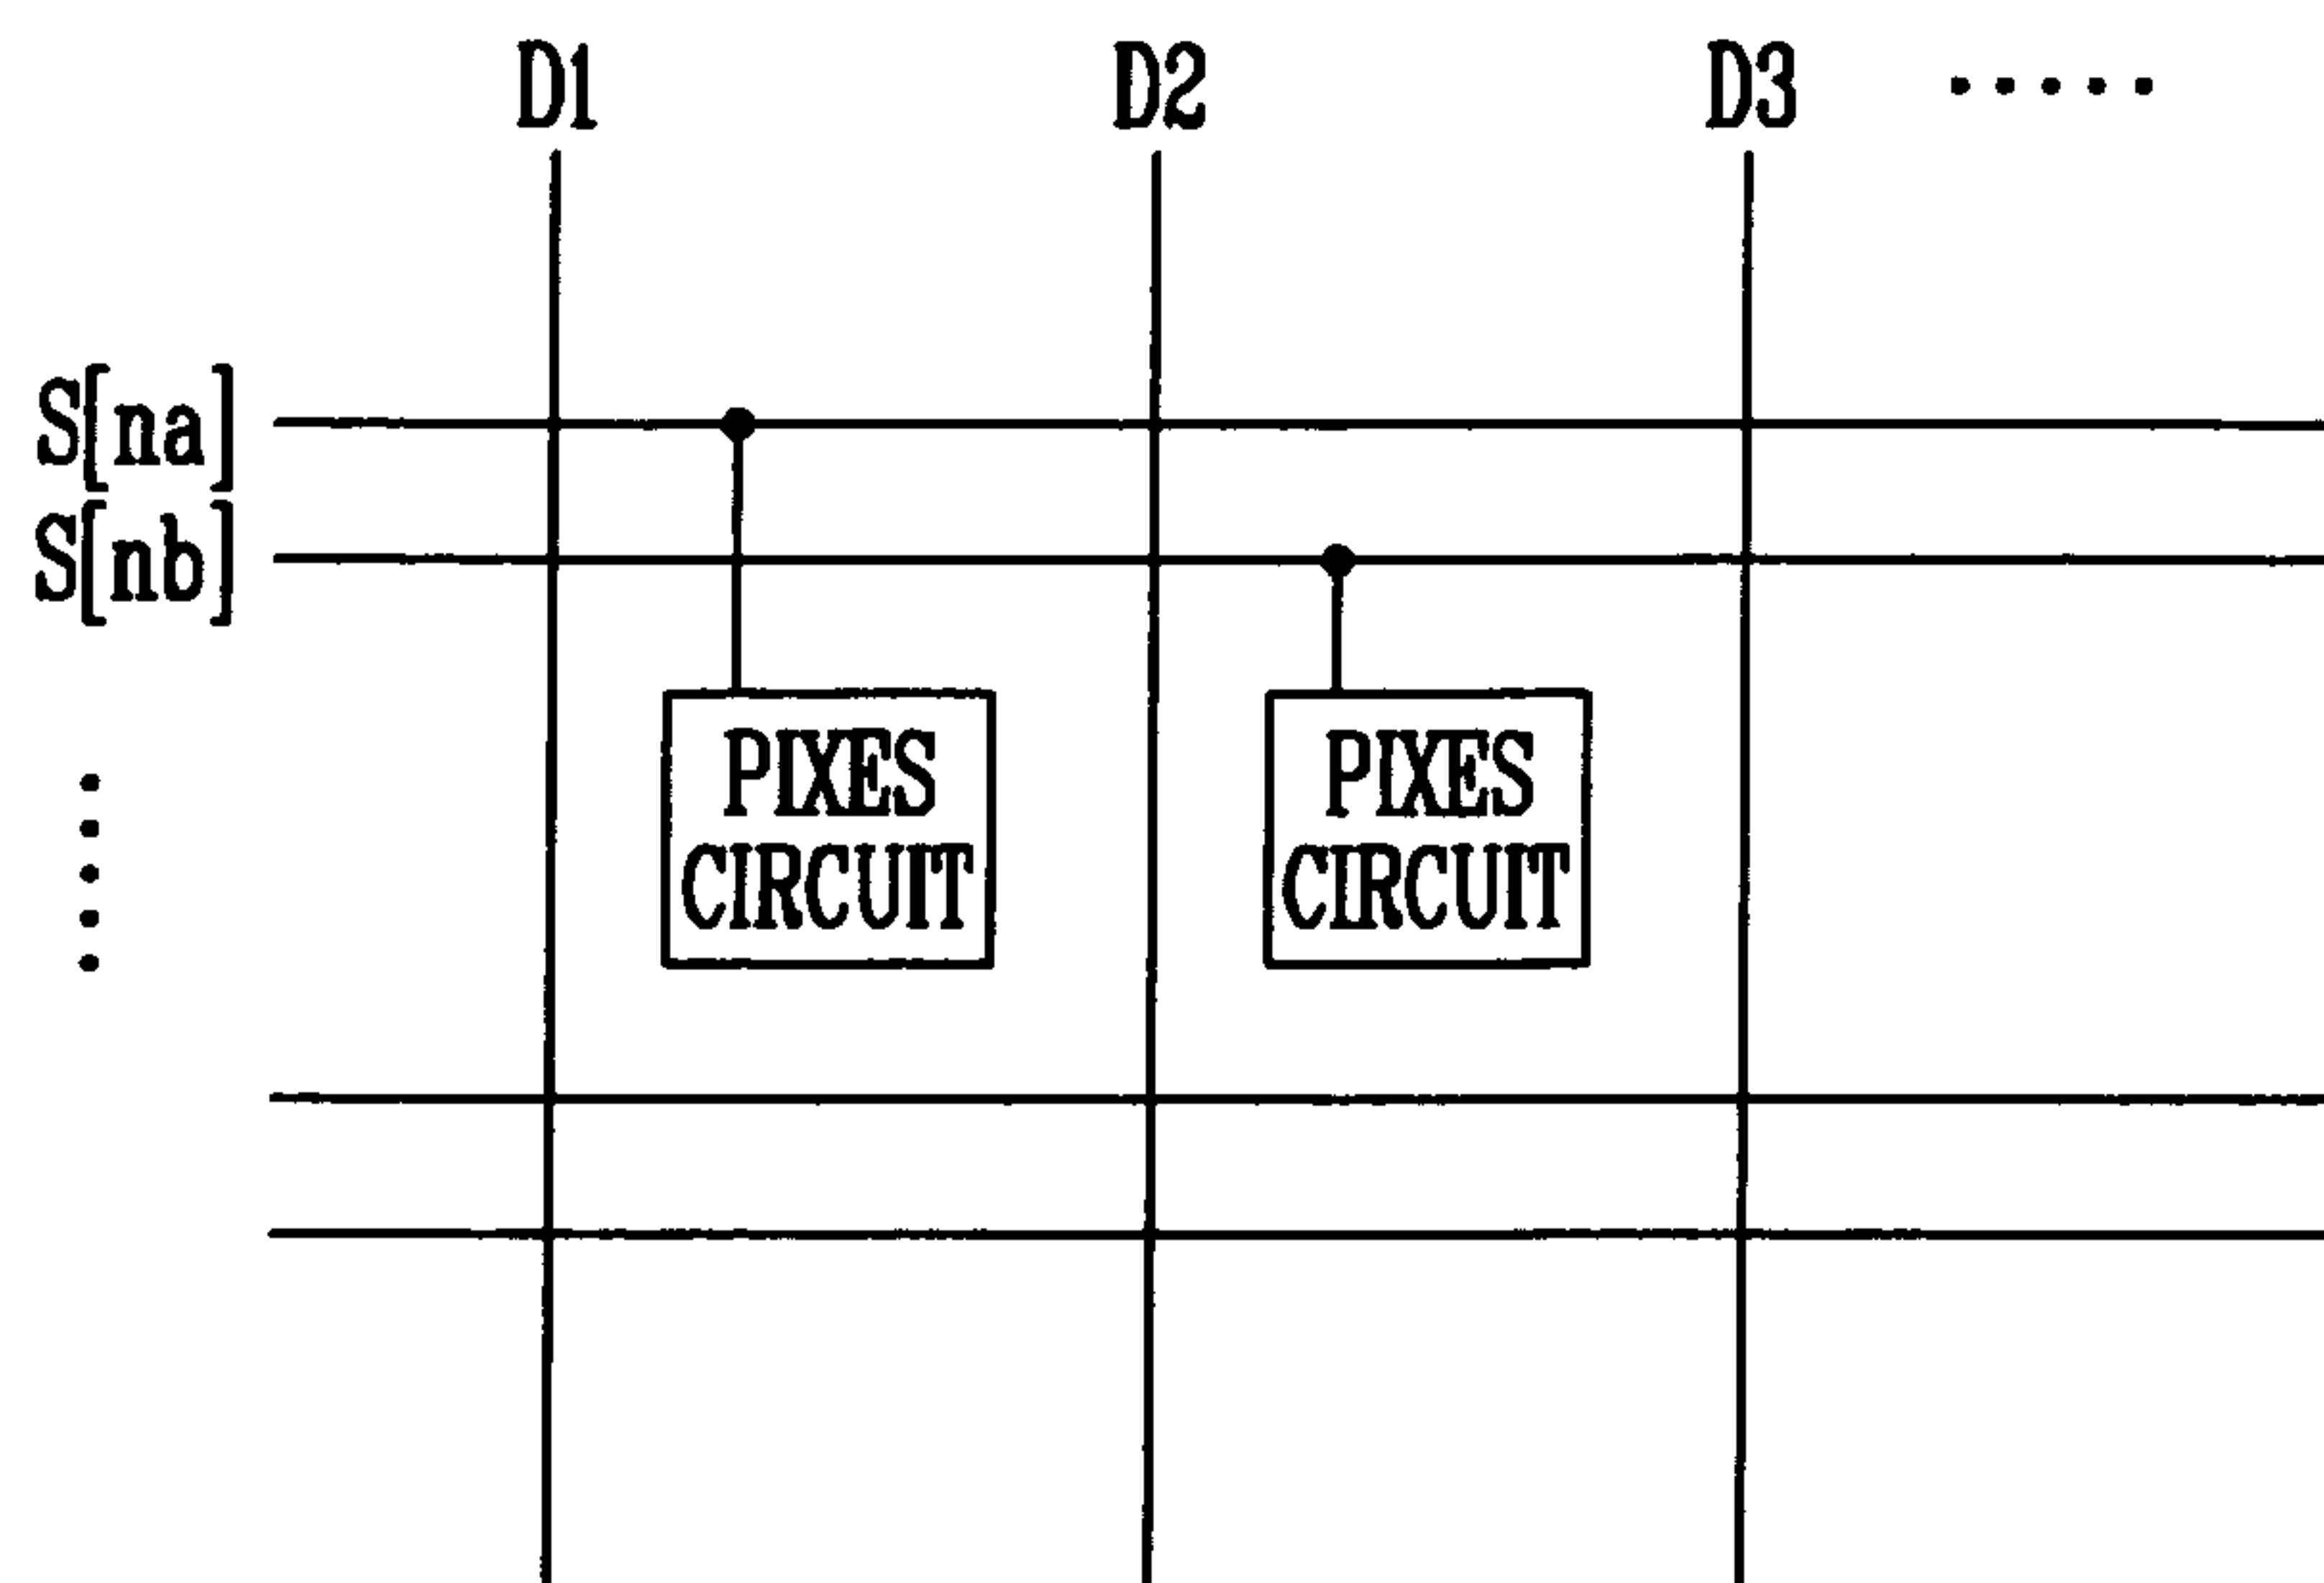 D1 D2 D3 .....
S[na]
S[nb]
PIXES CIRCUIT
PIXES CIRCUIT